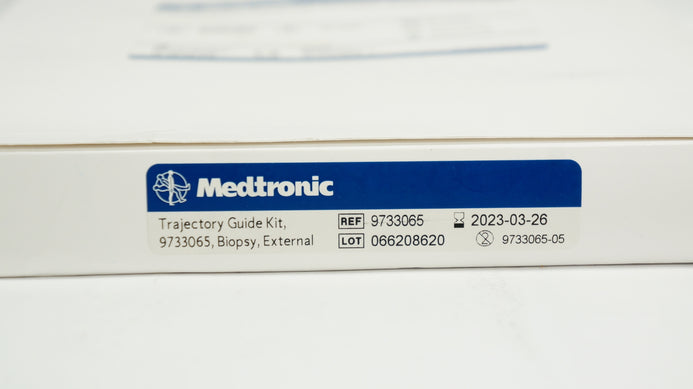 Medtronic
Trajectory Guide Kit,
9733065, Biopsy, External
REF 9733065
LOT 066208620
2023-03-26
9733065-05